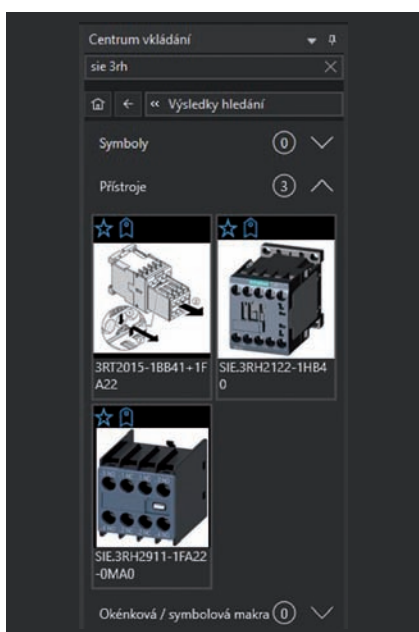 Centrum vkládání
sie 3rh
« Výsledky hledání
Symboly 0
Přístroje 3
3RT2015-1BB41+1F
A22
SIE.3RH2122-1HB4
0
SIE.3RH2911-1FA22
-0MA0
Okénková / symbolová makra 0